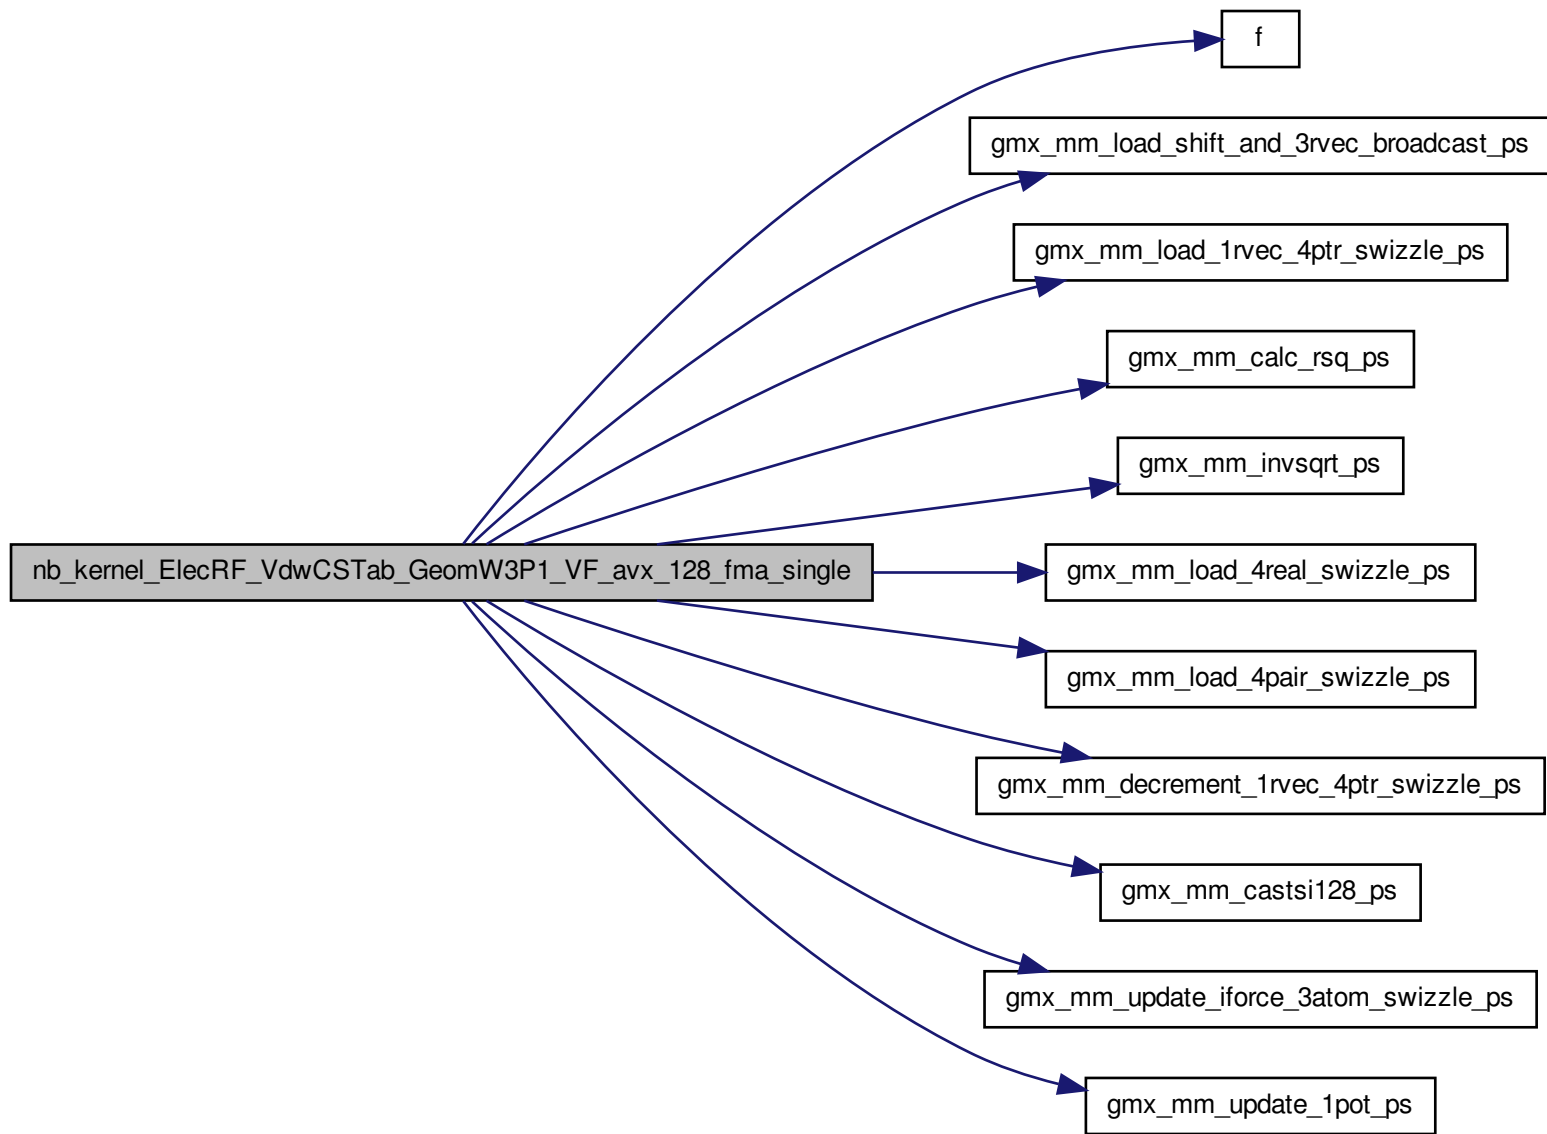 f
gmx_mm_load_shift_and_3rvec_broadcast_ps
gmx_mm_load_1rvec_4ptr_swizzle_ps
gmx_mm_calc_rsq_ps
gmx_mm_invsqrt_ps
nb_kernel_ElecRF_VdwCSTab_GeomW3P1_VF_avx_128_fma_single
gmx_mm_load_4real_swizzle_ps
gmx_mm_load_4pair_swizzle_ps
gmx_mm_decrement_1rvec_4ptr_swizzle_ps
gmx_mm_castsi128_ps
gmx_mm_update_iforce_3atom_swizzle_ps
gmx_mm_update_1pot_ps